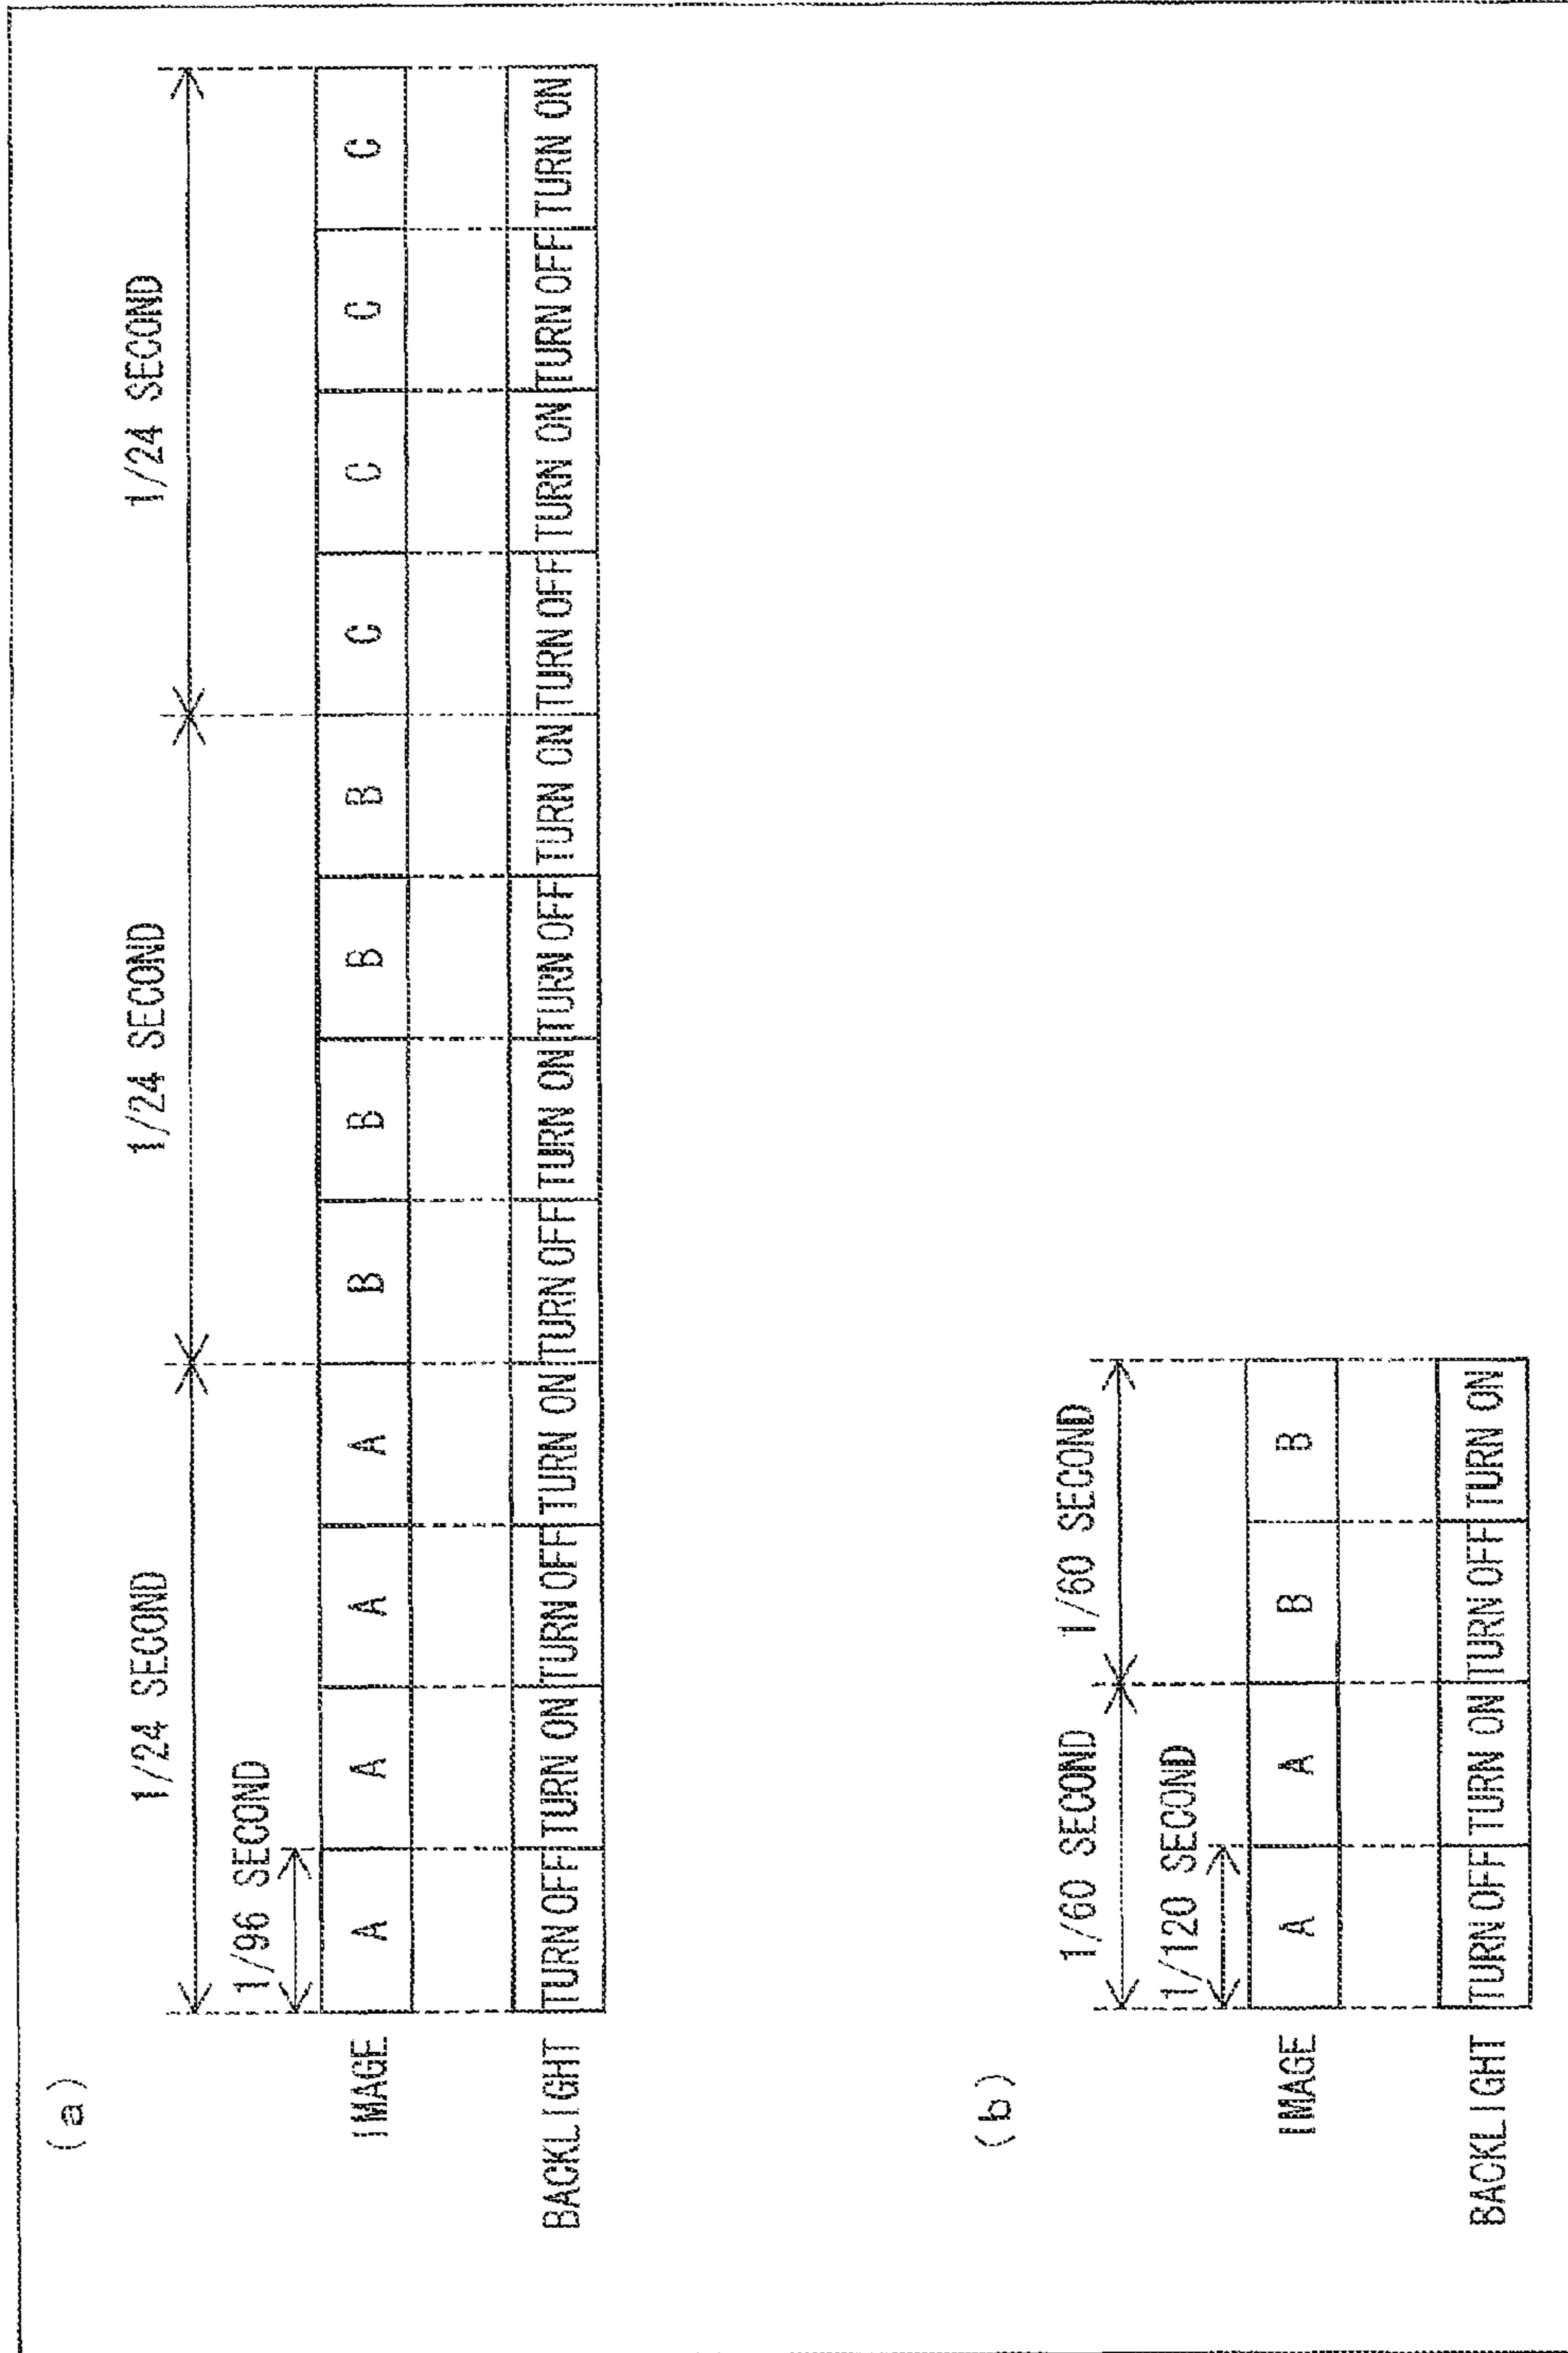 (a)
1/24 SECOND 1/24 SECOND 1/24 SECOND
1/96 SECOND
IMAGE A A A A B B B B C C C C
BACKLIGHT TURN OFF TURN ON TURN OFF TURN ON TURN OFF TURN ON TURN OFF TURN ON TURN OFF TURN ON TURN OFF TURN ON
(b)
1/60 SECOND 1/60 SECOND
1/120 SECOND
IMAGE A A B B
BACKLIGHT TURN OFF TURN ON TURN OFF TURN ON